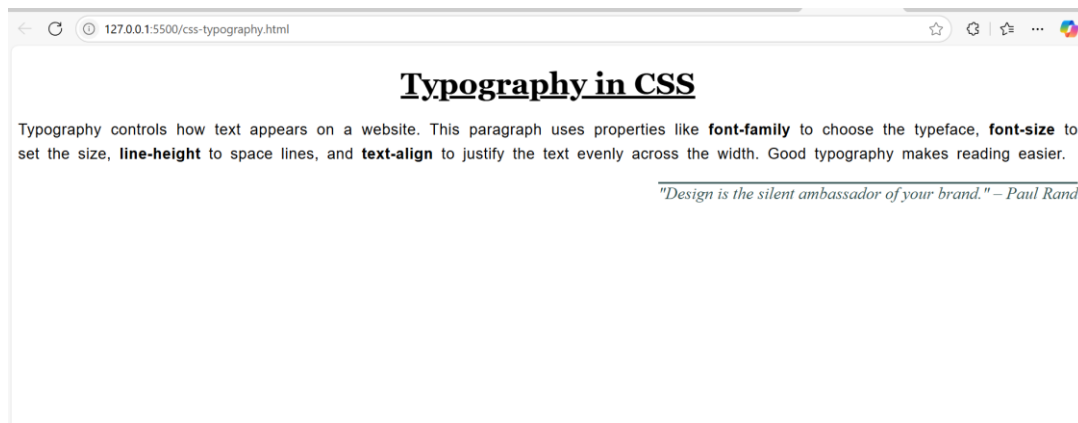 127.0.0.1:5500/css-typography.html
Typography in CSS
Typography controls how text appears on a website. This paragraph uses properties like font-family to choose the typeface, font-size to
set the size, line-height to space lines, and text-align to justify the text evenly across the width. Good typography makes reading easier.
"Design is the silent ambassador of your brand." – Paul Rand